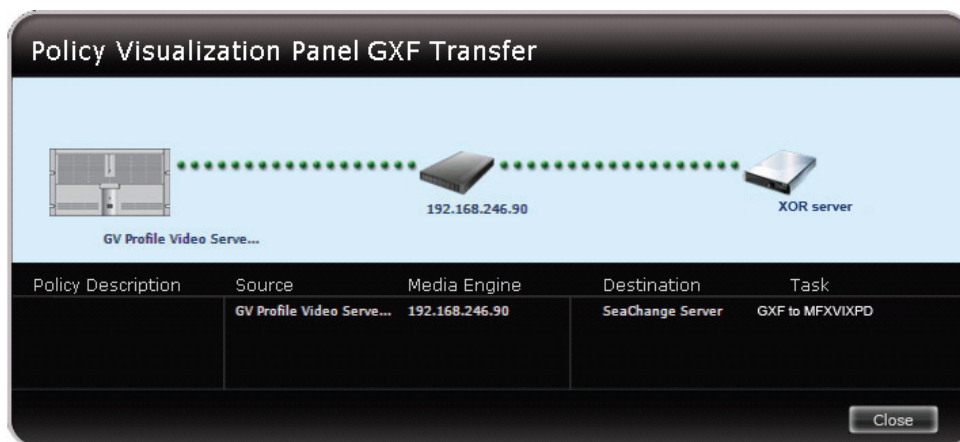 Policy Visualization Panel GXF Transfer
192.168.246.90
XOR server
GV Profile Video Serve...
Policy Description Source Media Engine Destination Task
GV Profile Video Serve... 192.168.246.90 SeaChange Server GXF to MFXVIXPD
Close